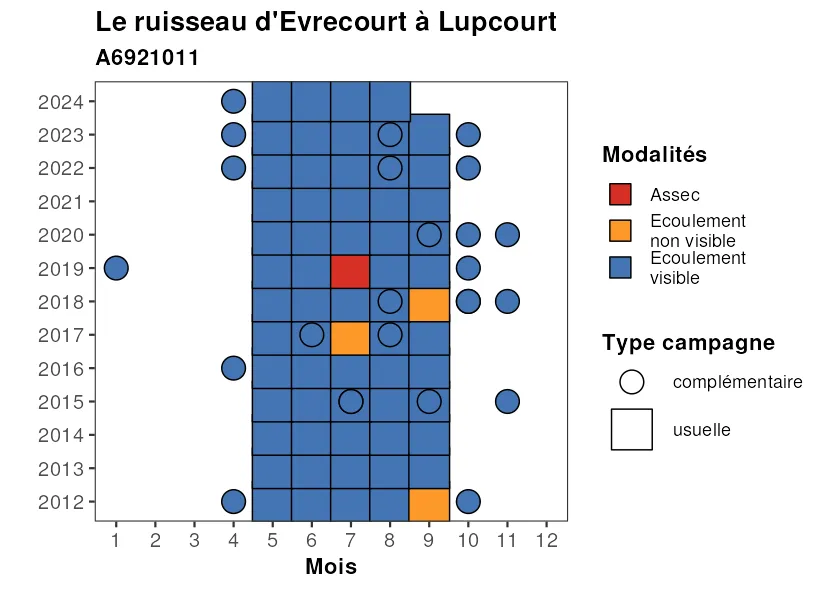 Le ruisseau d'Evrecourt à Lupcourt
A6921011
2024
2023
2022
2021
2020
2019
2018
2017
2016
2015
2014
2013
2012
1 2 3 4 5 6 7 8 9 10 11 12
Mois
Modalités
Assec
Ecoulement
non visible
Ecoulement
visible
Type campagne
complémentaire
usuelle